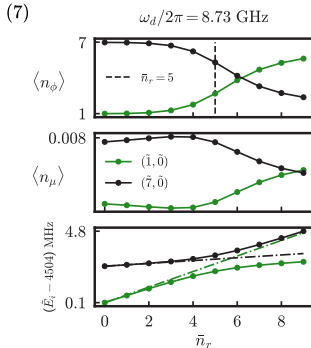 (7)
ω_d/2π = 8.73 GHz
⟨n_ϕ⟩
7
1
n̄_r = 5
⟨n_μ⟩
0.008
(1̃, 0̃)
(7̃, 0̃)
(Ẽ_i − 4504) MHz
4.8
0.1
0 2 4 6 8
n̄_r